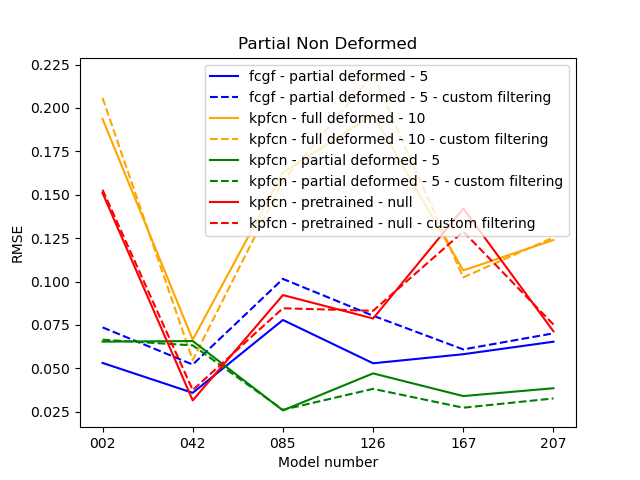 Partial Non Deformed
0.225
0.200
0.175
0.150
0.125
0.100
0.075
0.050
0.025
RMSE
fcgf - partial deformed - 5
fcgf - partial deformed - 5 - custom filtering
kpfcn - full deformed - 10
kpfcn - full deformed - 10 - custom filtering
kpfcn - partial deformed - 5
kpfcn - partial deformed - 5 - custom filtering
kpfcn - pretrained - null
kpfcn - pretrained - null - custom filtering
002 042 085 126 167 207
Model number